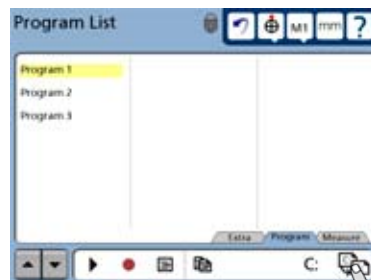 Program List
M1 mm ?
Program 1
Program 2
Program 3
Extra Program Measure
C: